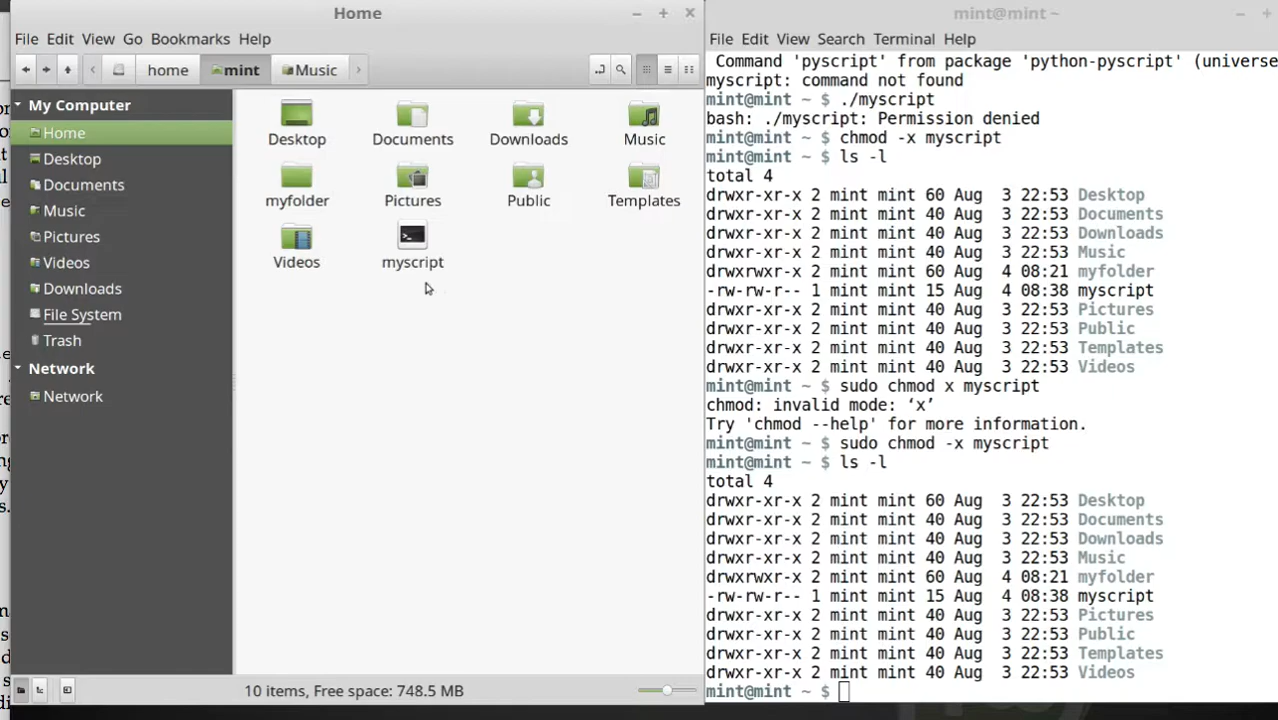 Home
File Edit View Go Bookmarks Help
home mint Music
My Computer
Home
Desktop
Documents
Music
Pictures
Videos
Downloads
File System
Trash
Network
Network
Desktop Documents Downloads Music
myfolder Pictures Public Templates
Videos myscript
10 items, Free space: 748.5 MB
mint@mint ~
File Edit View Search Terminal Help
Command 'pyscript' from package 'python-pyscript' (universe
myscript: command not found
mint@mint ~ $ ./myscript
bash: ./myscript: Permission denied
mint@mint ~ $ chmod -x myscript
mint@mint ~ $ ls -l
total 4
drwxr-xr-x 2 mint mint 60 Aug  3 22:53 Desktop
drwxr-xr-x 2 mint mint 40 Aug  3 22:53 Documents
drwxr-xr-x 2 mint mint 40 Aug  3 22:53 Downloads
drwxr-xr-x 2 mint mint 40 Aug  3 22:53 Music
drwxrwxr-x 2 mint mint 60 Aug  4 08:21 myfolder
-rw-rw-r-- 1 mint mint 15 Aug  4 08:38 myscript
drwxr-xr-x 2 mint mint 40 Aug  3 22:53 Pictures
drwxr-xr-x 2 mint mint 40 Aug  3 22:53 Public
drwxr-xr-x 2 mint mint 40 Aug  3 22:53 Templates
drwxr-xr-x 2 mint mint 40 Aug  3 22:53 Videos
mint@mint ~ $ sudo chmod x myscript
chmod: invalid mode: ‘x’
Try 'chmod --help' for more information.
mint@mint ~ $ sudo chmod -x myscript
mint@mint ~ $ ls -l
total 4
drwxr-xr-x 2 mint mint 60 Aug  3 22:53 Desktop
drwxr-xr-x 2 mint mint 40 Aug  3 22:53 Documents
drwxr-xr-x 2 mint mint 40 Aug  3 22:53 Downloads
drwxr-xr-x 2 mint mint 40 Aug  3 22:53 Music
drwxrwxr-x 2 mint mint 60 Aug  4 08:21 myfolder
-rw-rw-r-- 1 mint mint 15 Aug  4 08:38 myscript
drwxr-xr-x 2 mint mint 40 Aug  3 22:53 Pictures
drwxr-xr-x 2 mint mint 40 Aug  3 22:53 Public
drwxr-xr-x 2 mint mint 40 Aug  3 22:53 Templates
drwxr-xr-x 2 mint mint 40 Aug  3 22:53 Videos
mint@mint ~ $